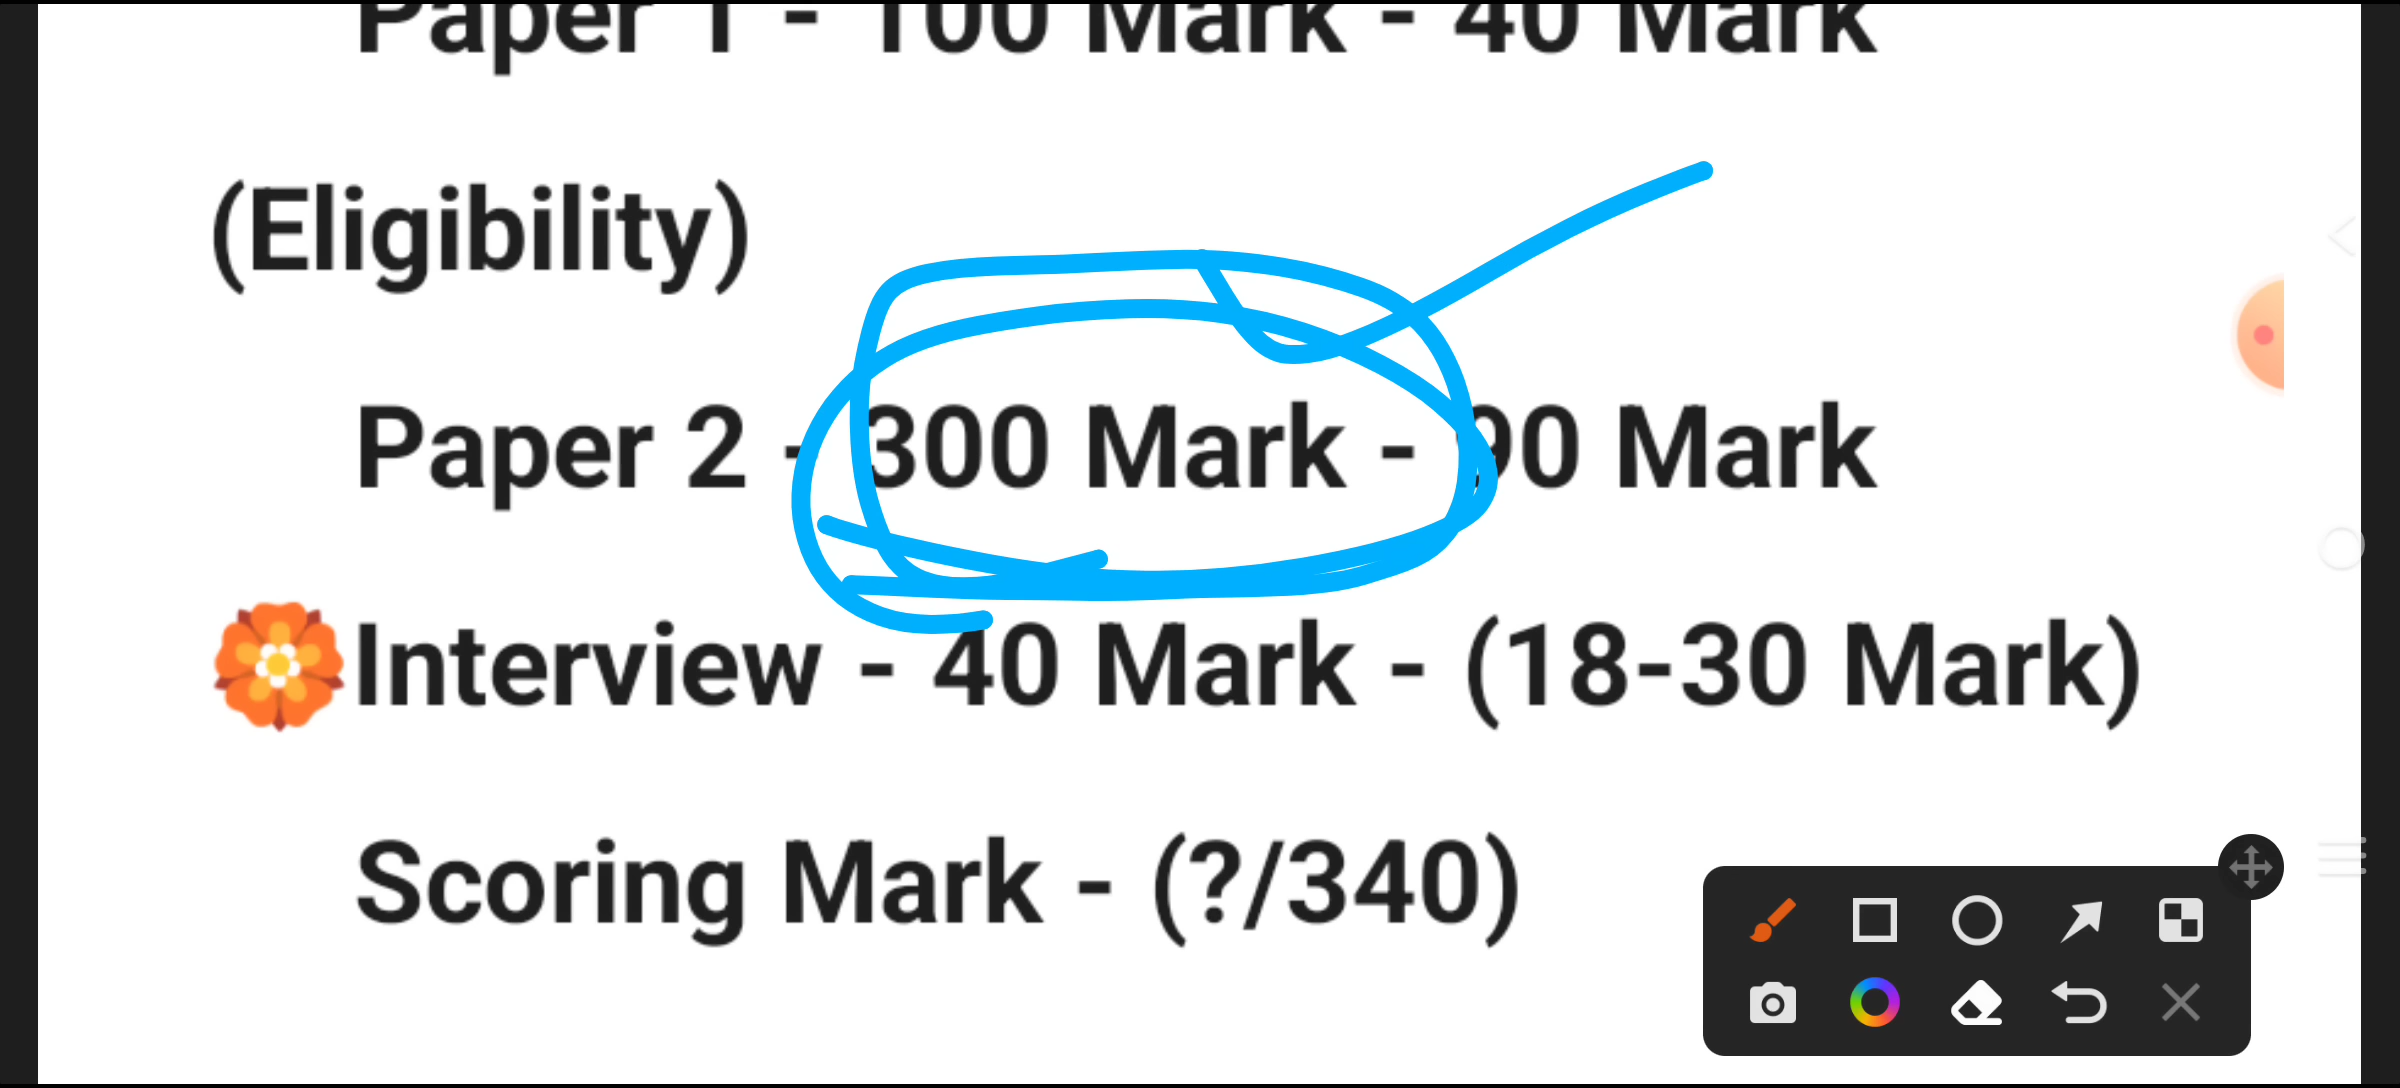 Paper 1 - 100 Mark - 40 Mark
(Eligibility)
Paper 2 - 300 Mark - 90 Mark
Interview - 40 Mark - (18-30 Mark)
Scoring Mark - (?/340)